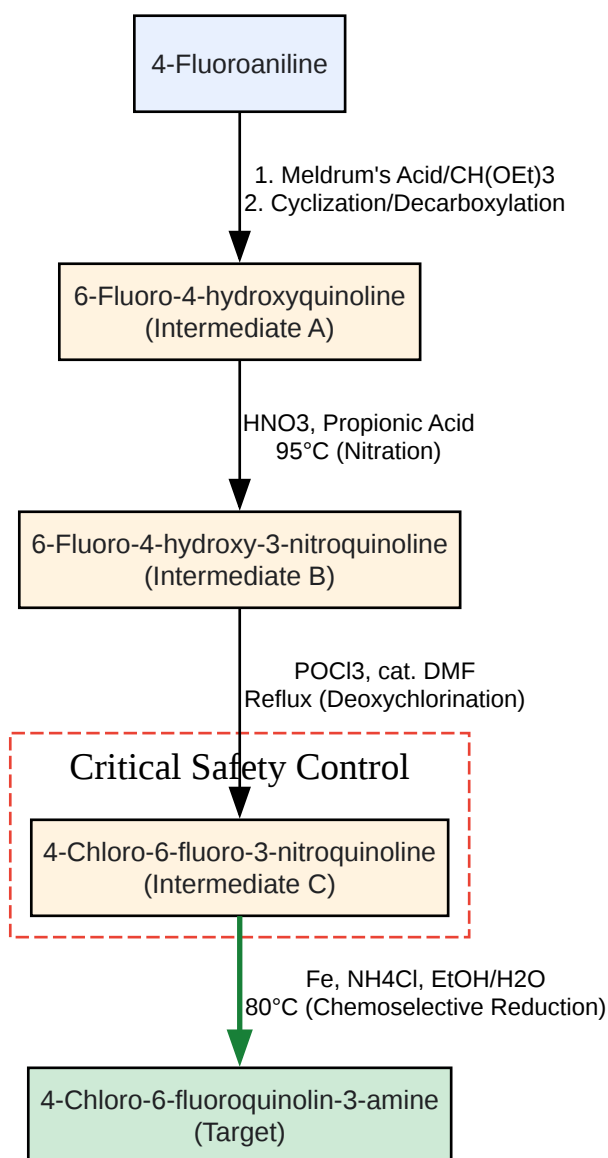 4-Fluoroaniline
1. Meldrum's Acid/CH(OEt)3
2. Cyclization/Decarboxylation
6-Fluoro-4-hydroxyquinoline
(Intermediate A)
HNO3, Propionic Acid
95°C (Nitration)
6-Fluoro-4-hydroxy-3-nitroquinoline
(Intermediate B)
POCl3, cat. DMF
Reflux (Deoxychlorination)
Critical Safety Control
4-Chloro-6-fluoro-3-nitroquinoline
(Intermediate C)
Fe, NH4Cl, EtOH/H2O
80°C (Chemoselective Reduction)
4-Chloro-6-fluoroquinolin-3-amine
(Target)